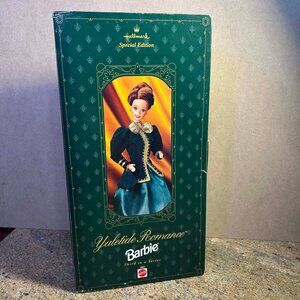 Hallmark
Special Edition
Yuletide Romance
Barbie
Third in a Series
MATTEL